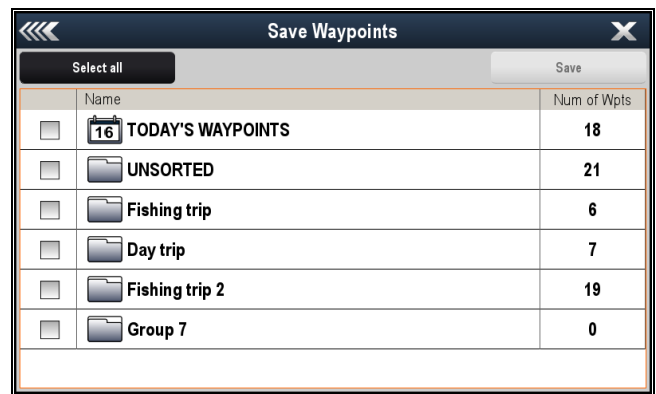 Save Waypoints
Select all Save
Name Num of Wpts
16 TODAY'S WAYPOINTS 18
UNSORTED 21
Fishing trip 6
Day trip 7
Fishing trip 2 19
Group 7 0